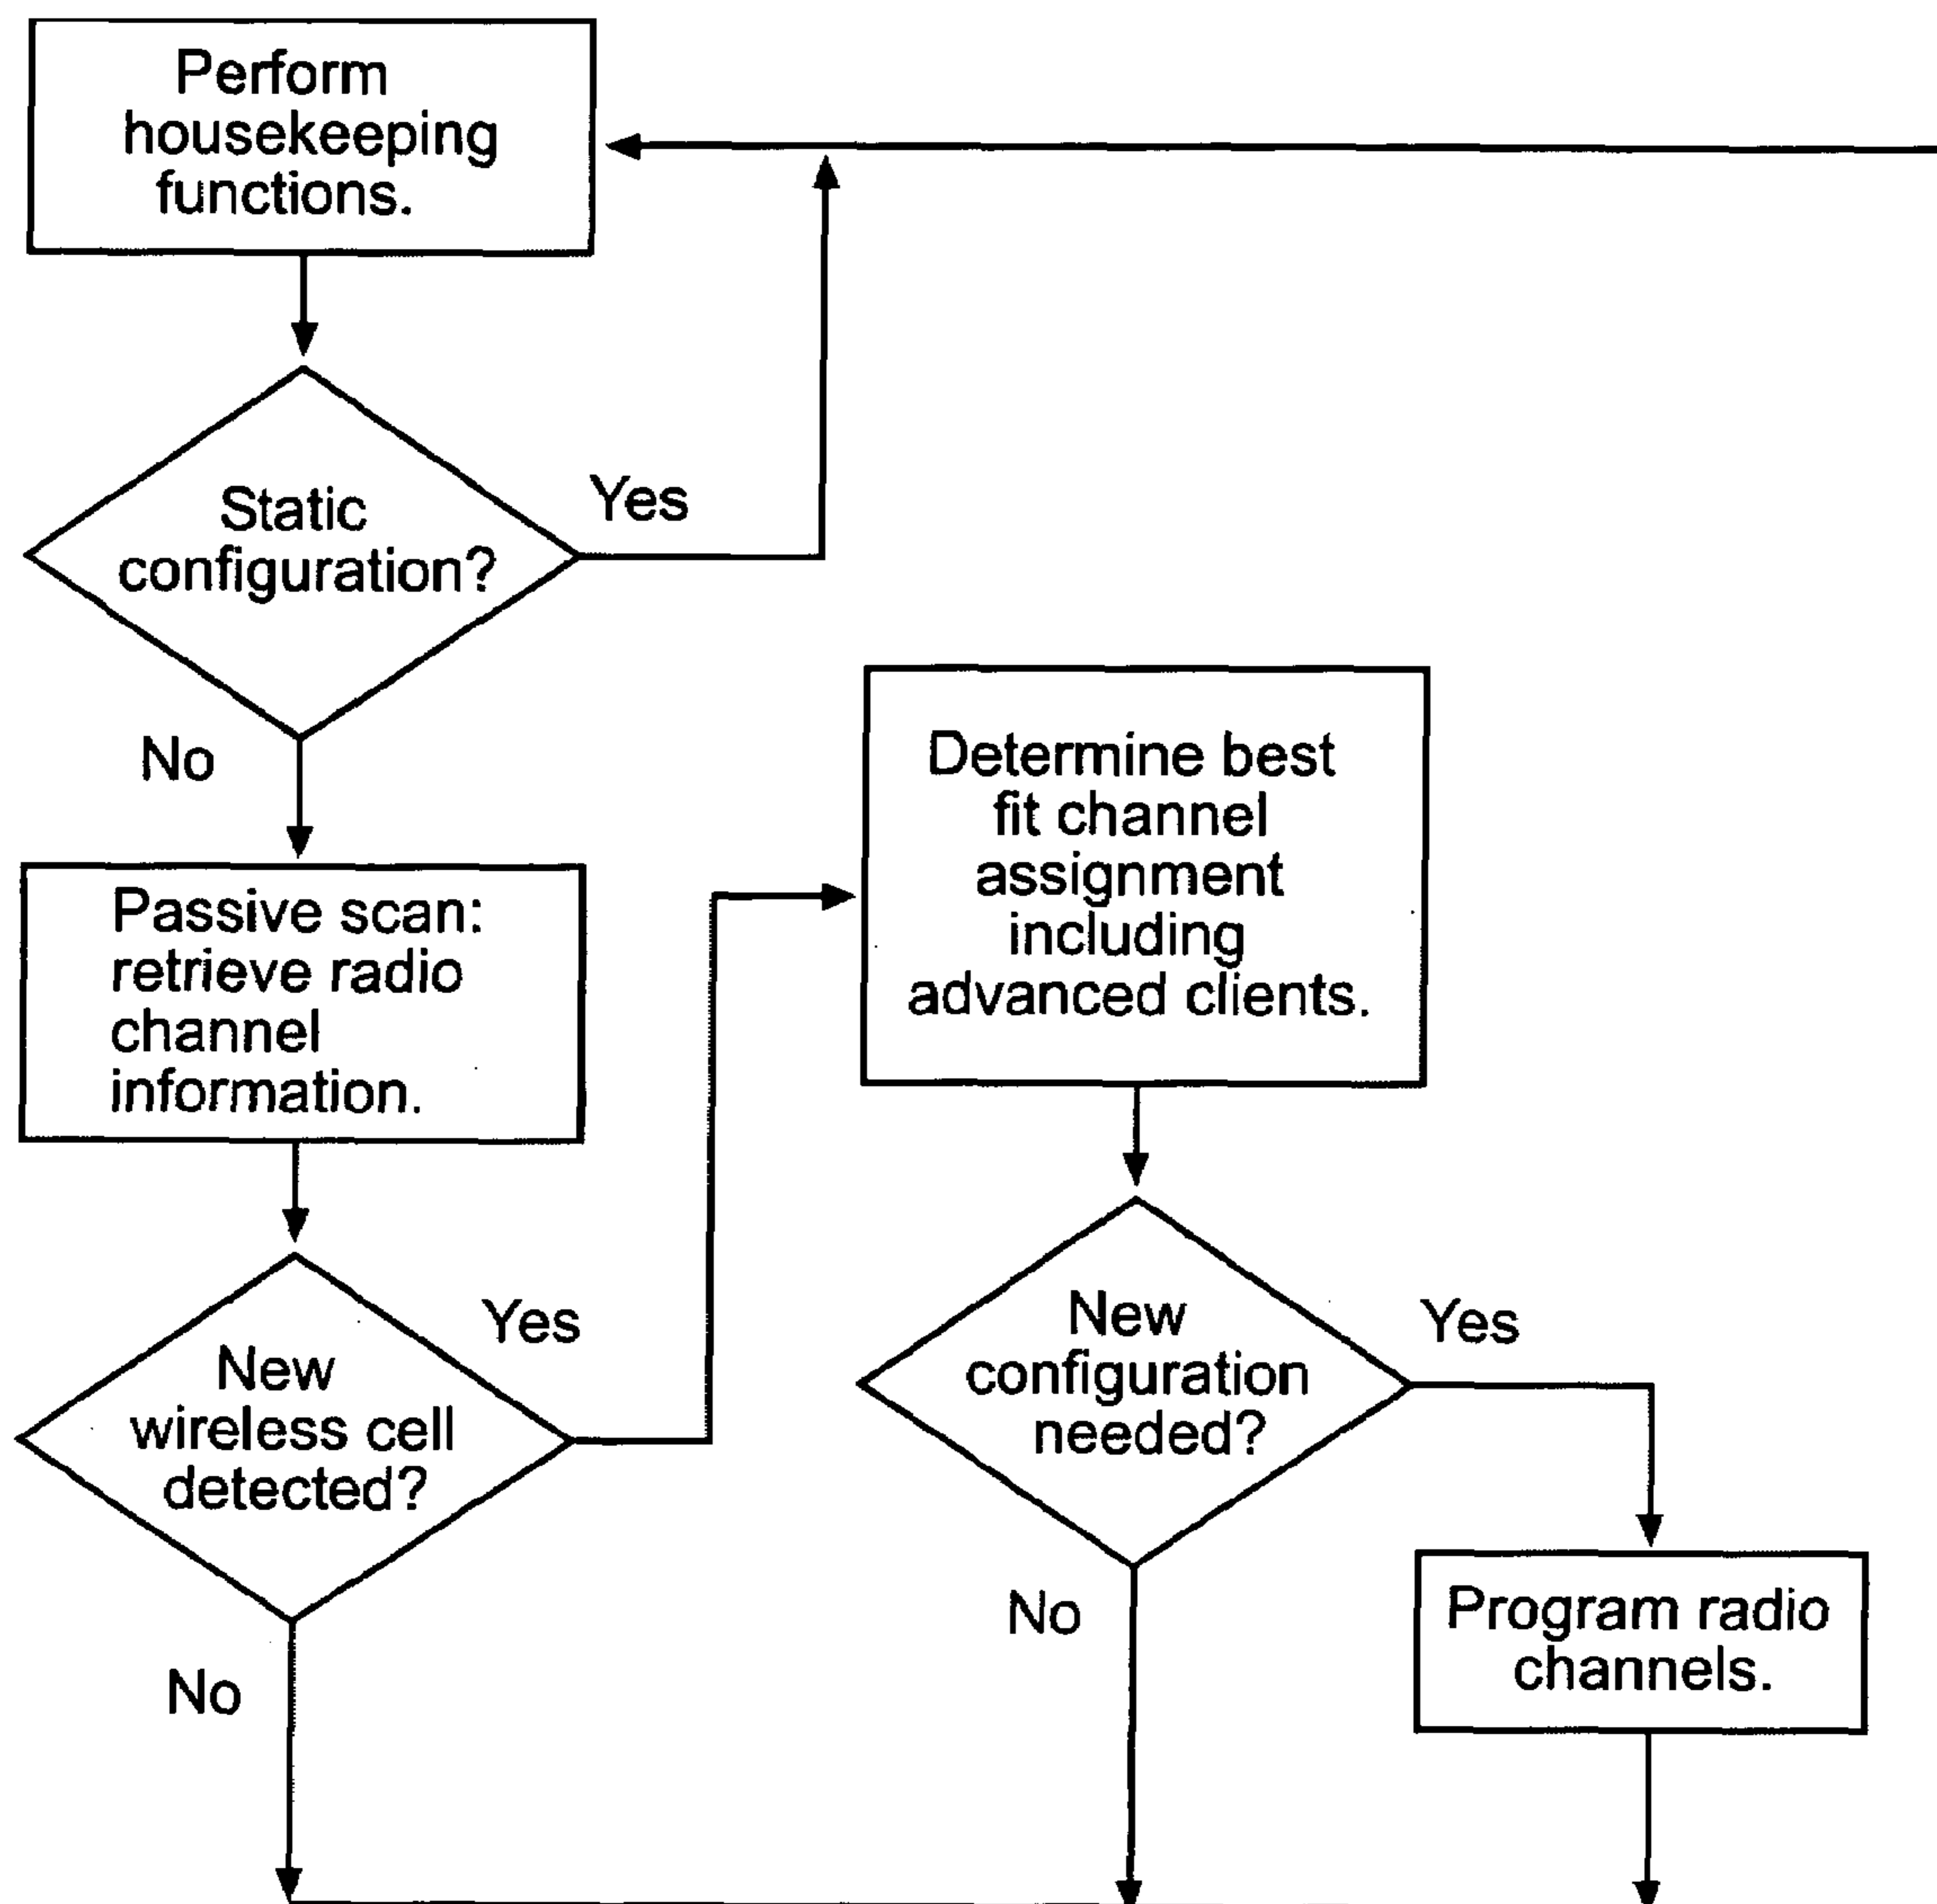 Perform
housekeeping
functions.
Static
configuration?
Yes
No
Passive scan:
retrieve radio
channel
information.
New
wireless cell
detected?
Yes
No
Determine best
fit channel
assignment
including
advanced clients.
New
configuration
needed?
Yes
No
Program radio
channels.